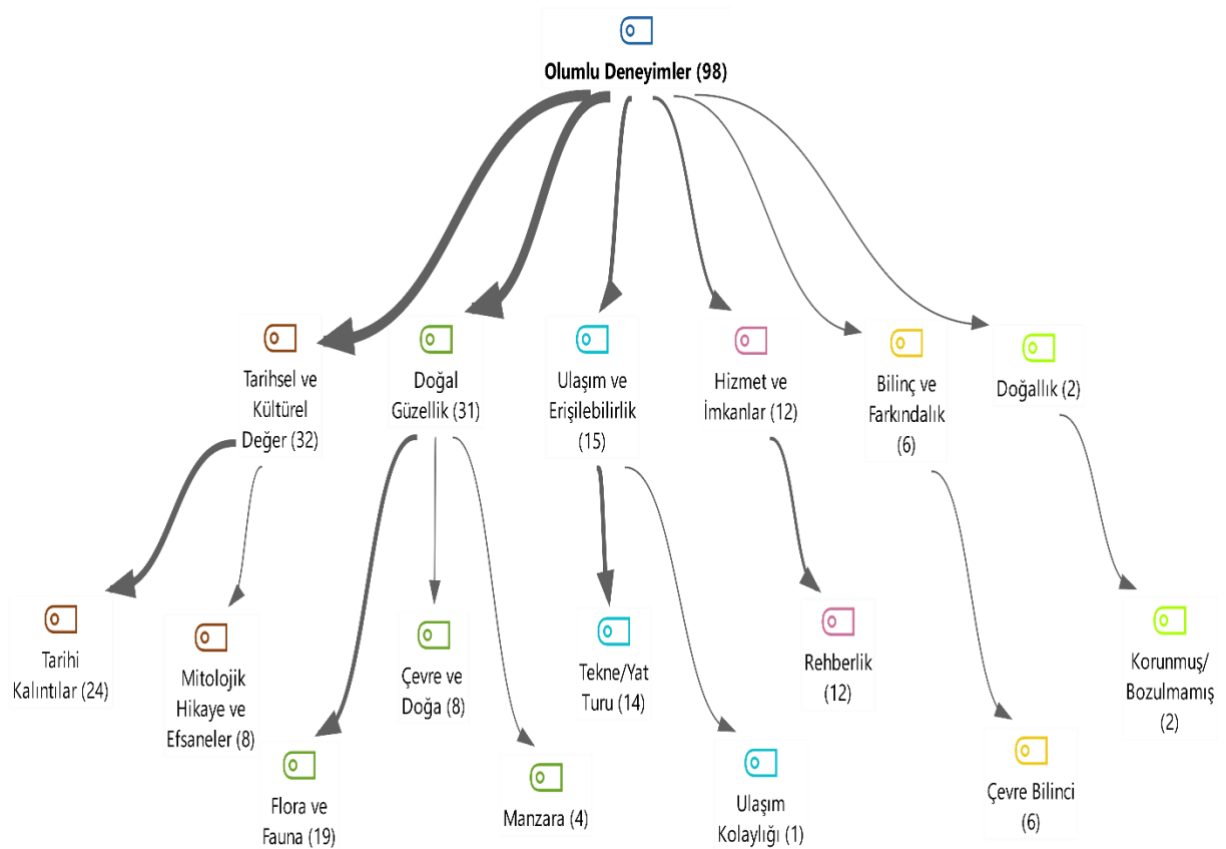 Olumlu Deneyimler (98)
Tarihsel ve
Kültürel
Değer (32)
Doğal
Güzellik (31)
Ulaşım ve
Erişilebilirlik
(15)
Hizmet ve
İmkanlar (12)
Bilinç ve
Farkındalık
(6)
Doğallık (2)
Tarihi
Kalıntılar (24)
Mitolojik
Hikaye ve
Efsaneler (8)
Çevre ve
Doğa (8)
Tekne/Yat
Turu (14)
Rehberlik
(12)
Korunmuş/
Bozulmamış
(2)
Flora ve
Fauna (19)
Manzara (4)
Ulaşım
Kolaylığı (1)
Çevre Bilinci
(6)